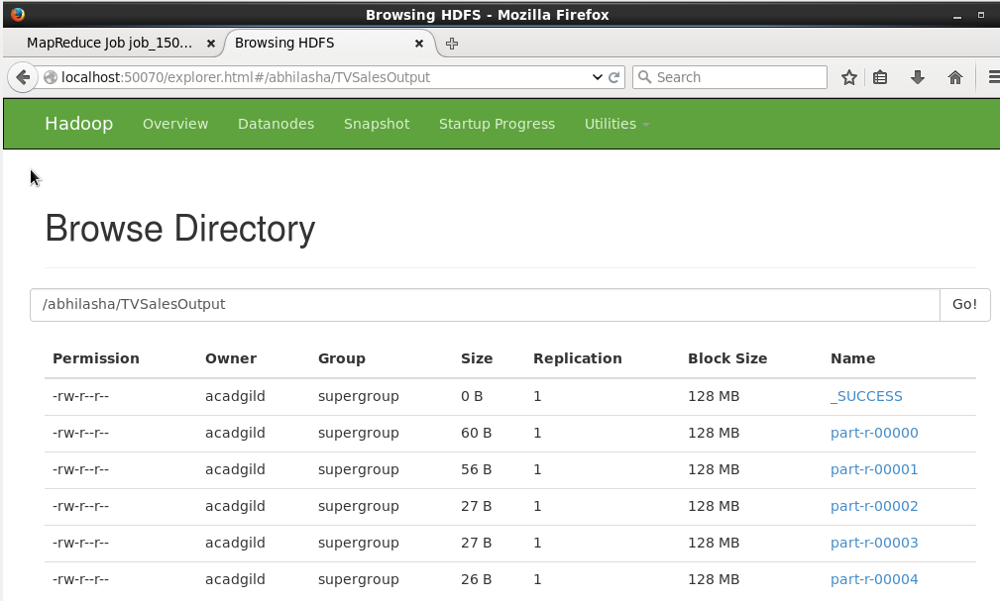 Browsing HDFS - Mozilla Firefox
MapReduce Job job_150... Browsing HDFS
localhost:50070/explorer.html#/abhilasha/TVSalesOutput Search
Hadoop Overview Datanodes Snapshot Startup Progress Utilities
Browse Directory
/abhilasha/TVSalesOutput Go!
Permission Owner Group Size Replication Block Size Name
-rw-r--r-- acadgild supergroup 0 B 1 128 MB _SUCCESS
-rw-r--r-- acadgild supergroup 60 B 1 128 MB part-r-00000
-rw-r--r-- acadgild supergroup 56 B 1 128 MB part-r-00001
-rw-r--r-- acadgild supergroup 27 B 1 128 MB part-r-00002
-rw-r--r-- acadgild supergroup 27 B 1 128 MB part-r-00003
-rw-r--r-- acadgild supergroup 26 B 1 128 MB part-r-00004